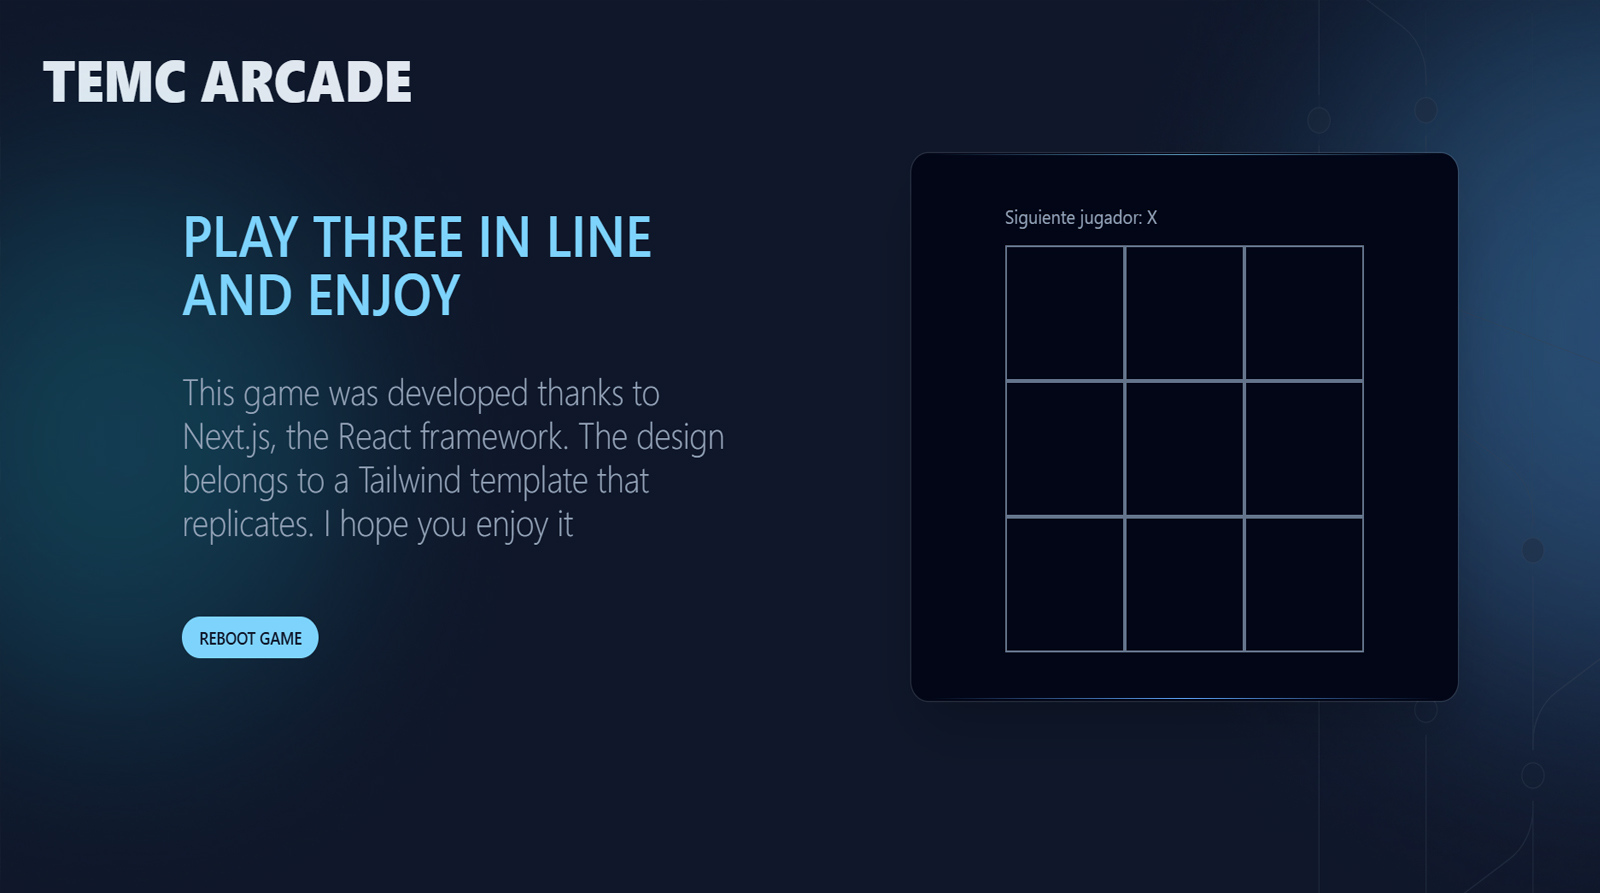 TEMC ARCADE
PLAY THREE IN LINE
AND ENJOY
This game was developed thanks to
Next.js, the React framework. The design
belongs to a Tailwind template that
replicates. I hope you enjoy it
REBOOT GAME
Siguiente jugador: X